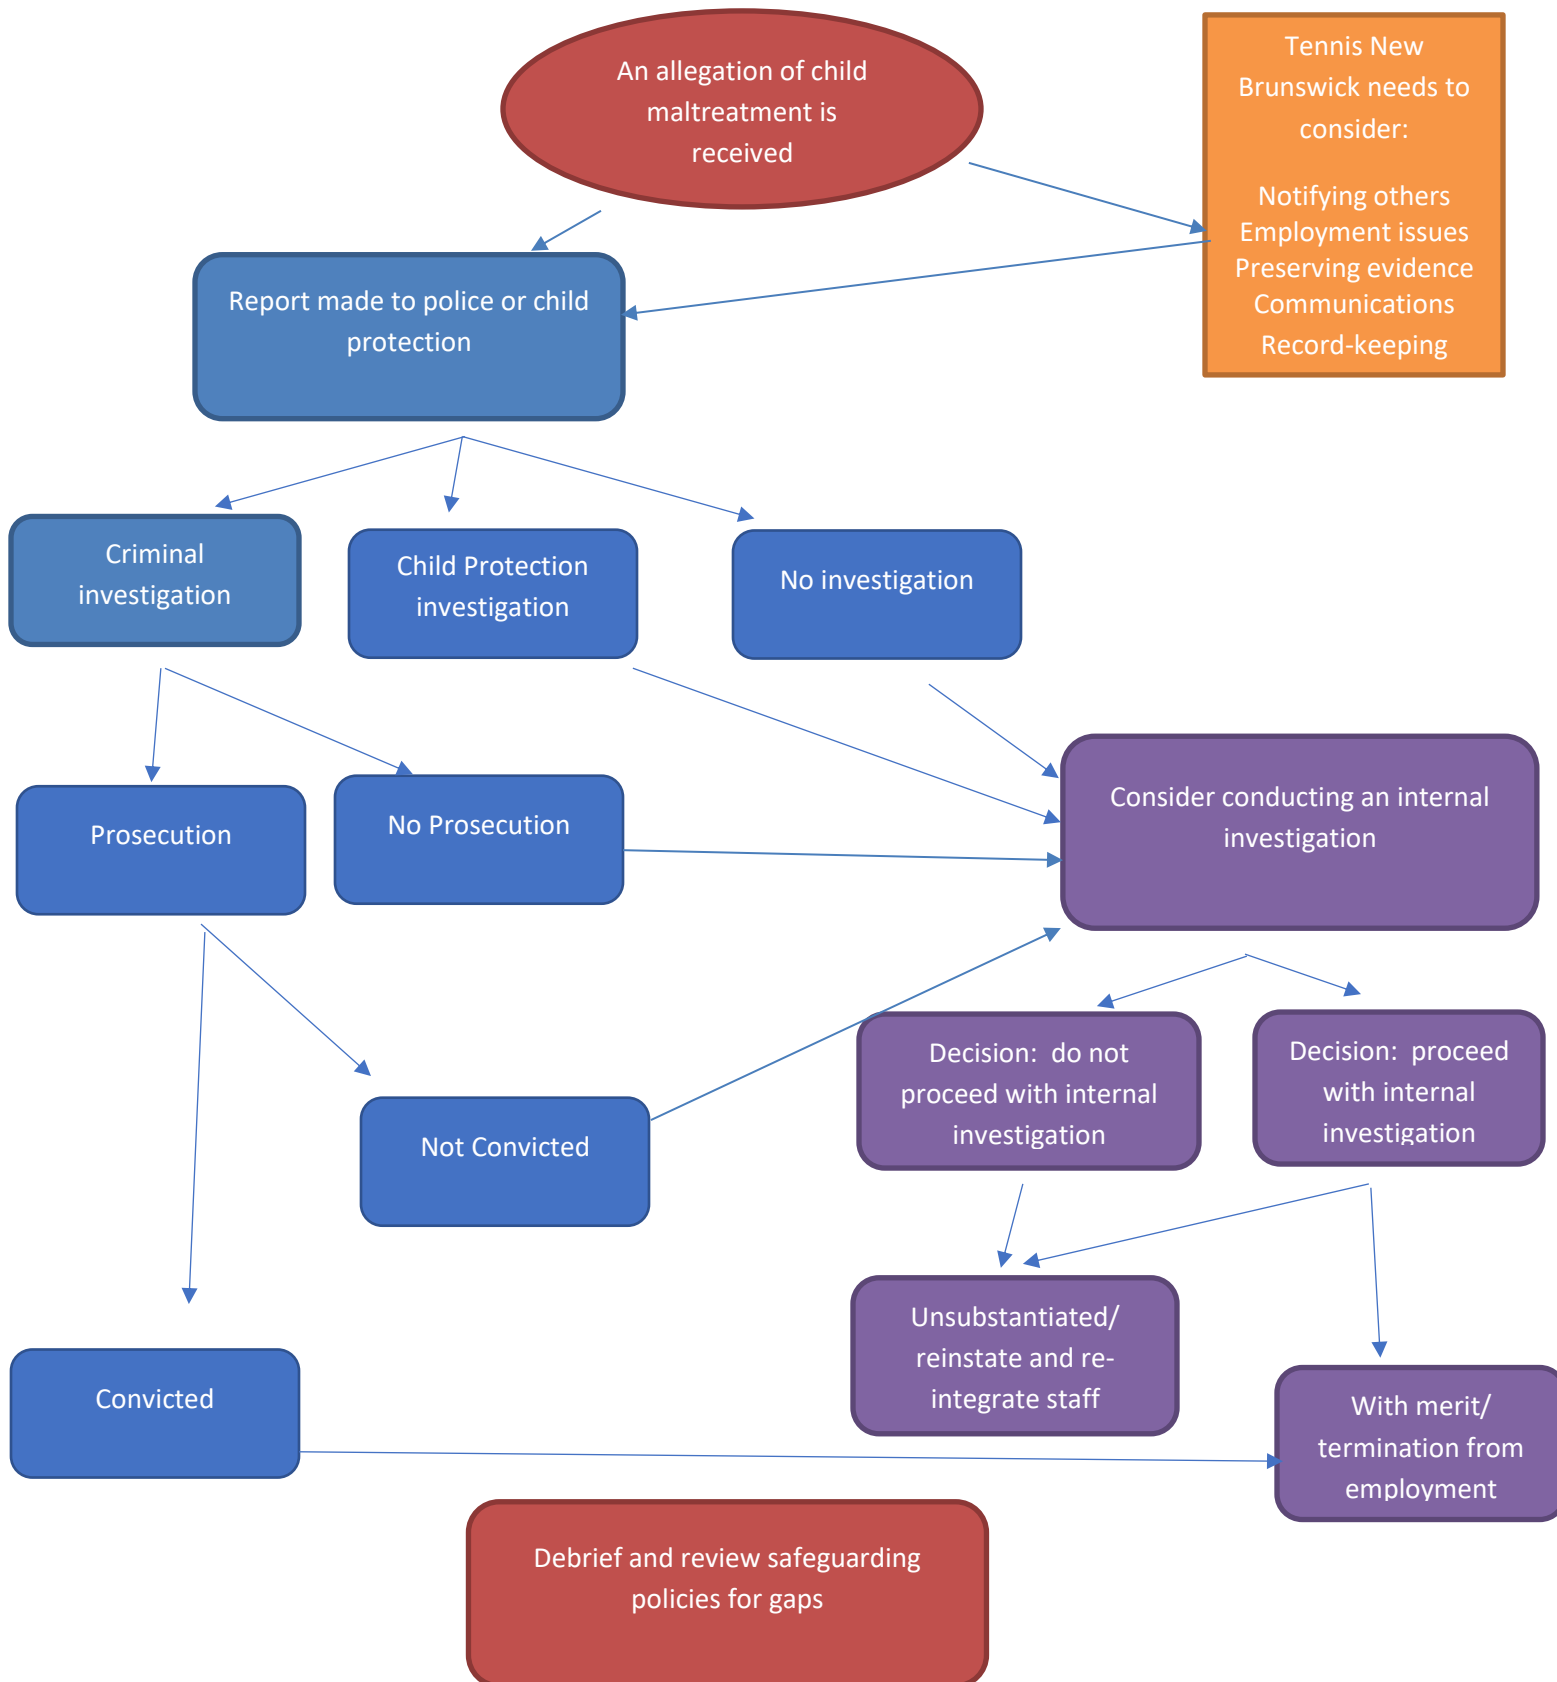 An allegation of child
maltreatment is
received
Tennis New
Brunswick needs to
consider:
Notifying others
Employment issues
Preserving evidence
Communications
Record-keeping
Report made to police or child
protection
Criminal
investigation
Child Protection
investigation
No investigation
Prosecution
No Prosecution
Consider conducting an internal
investigation
Decision:  do not
proceed with internal
investigation
Decision:  proceed
with internal
investigation
Not Convicted
Unsubstantiated/
reinstate and re-
integrate staff
Convicted
With merit/
termination from
employment
Debrief and review safeguarding
policies for gaps